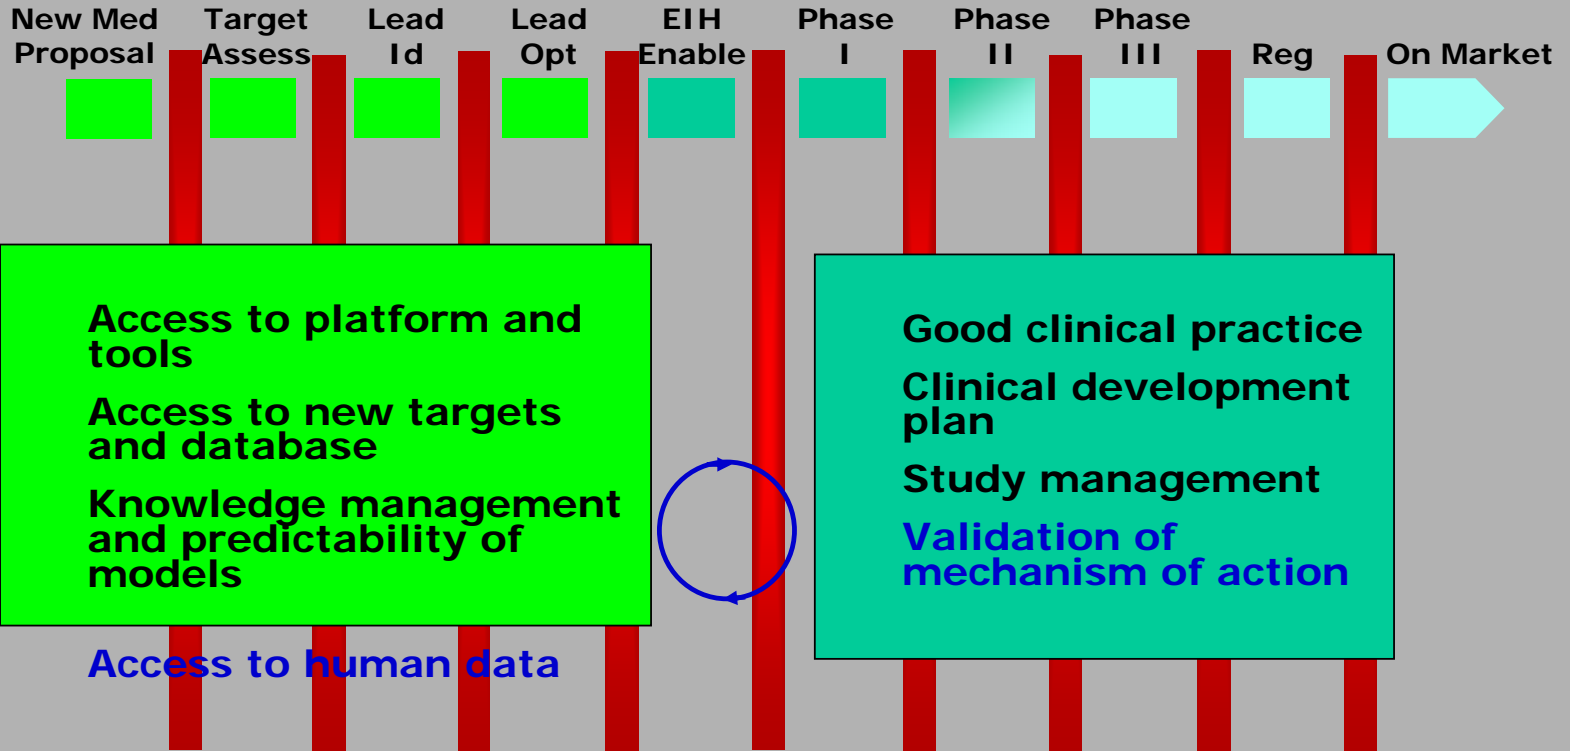 New Med
Proposal
Target
Assess
Lead
Id
Lead
Opt
EIH
Enable
Phase
I
Phase
II
Phase
III
Reg
On Market
Access to platform and
tools
Access to new targets
and database
Knowledge management
and predictability of
models
Access to human data
Good clinical practice
Clinical development
plan
Study management
Validation of
mechanism of action